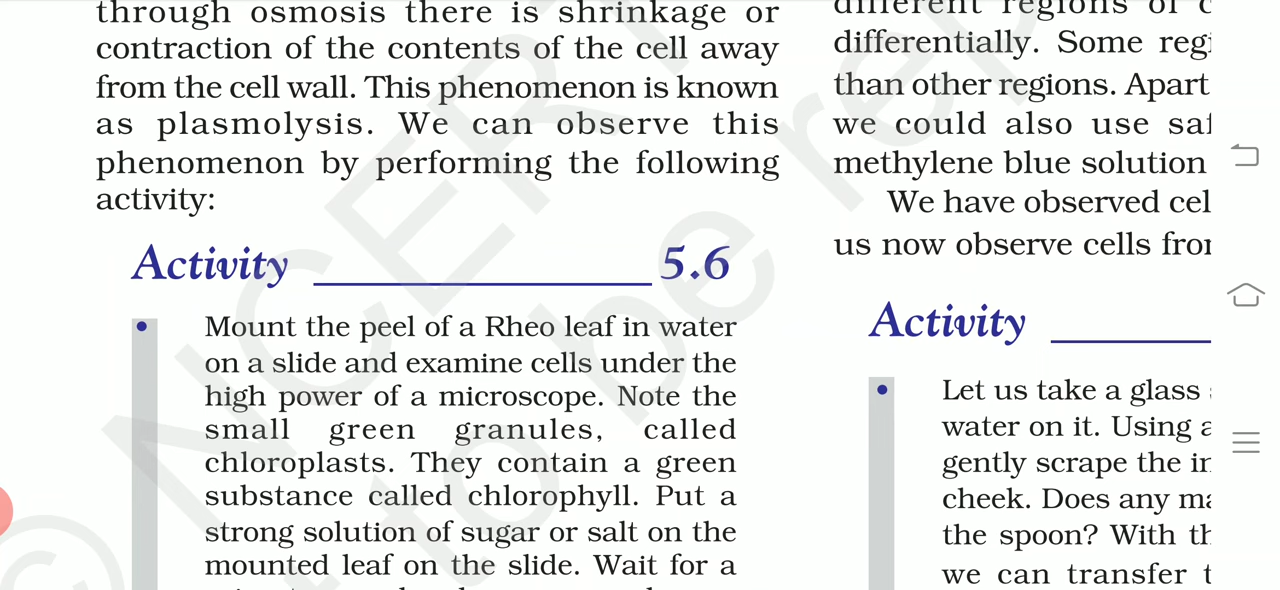 through osmosis there is shrinkage or
contraction of the contents of the cell away
from the cell wall. This phenomenon is known
as plasmolysis. We can observe this
phenomenon by performing the following
activity:
Activity 5.6
• Mount the peel of a Rheo leaf in water
on a slide and examine cells under the
high power of a microscope. Note the
small green granules, called
chloroplasts. They contain a green
substance called chlorophyll. Put a
strong solution of sugar or salt on the
mounted leaf on the slide. Wait for a
different regions of
differentially. Some
than other regions. Apart
we could also use
methylene blue solution
We have observed
us now observe cells
Activity
• Let us take a glass
water on it. Using a
gently scrape the
cheek. Does any
the spoon? With
we can transfer
© NCERT
to be